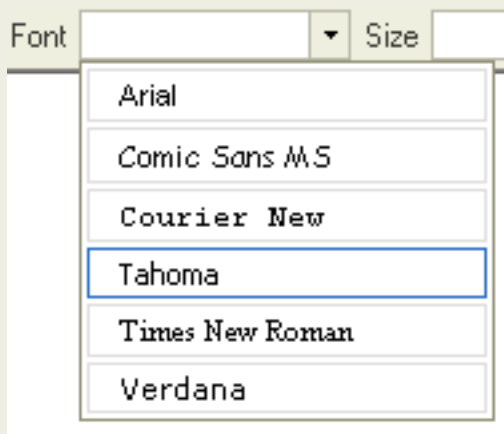 Font Size
Arial
Comic Sans MS
Courier New
Tahoma
Times New Roman
Verdana